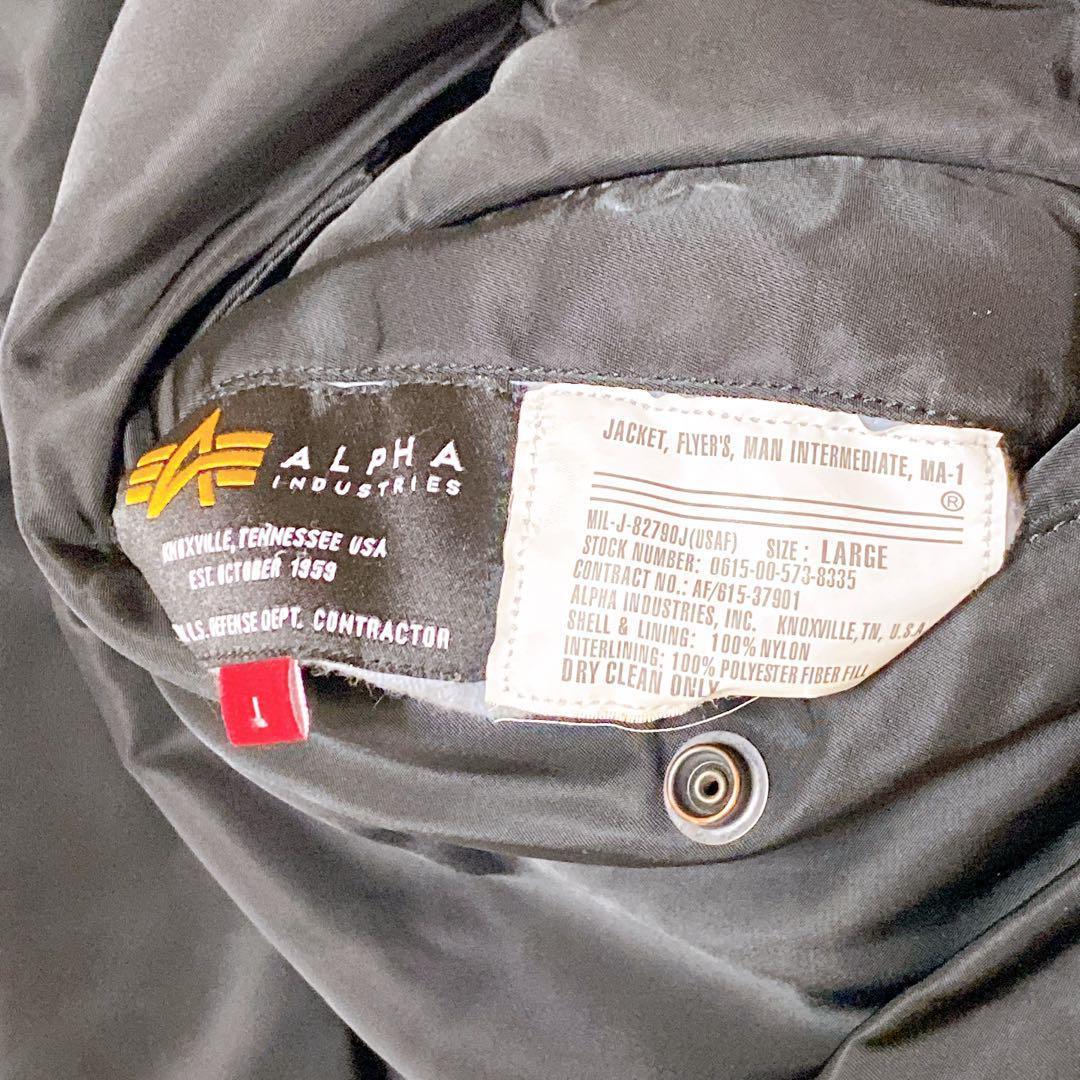 ALPHA
INDUSTRIES
KNOXVILLE, TENNESSEE USA
EST. OCTOBER 1959
U.S. DEFENSE DEPT. CONTRACTOR
L
JACKET, FLYER'S, MAN INTERMEDIATE, MA-1
®
MIL-J-82790J(USAF) SIZE : LARGE
STOCK NUMBER: 0615-00-573-8335
CONTRACT NO.: AF/615-37901
ALPHA INDUSTRIES, INC. KNOXVILLE, TN, U.S.A
SHELL & LINING: 100% NYLON
INTERLINING: 100% POLYESTER FIBER FILL
DRY CLEAN ONLY